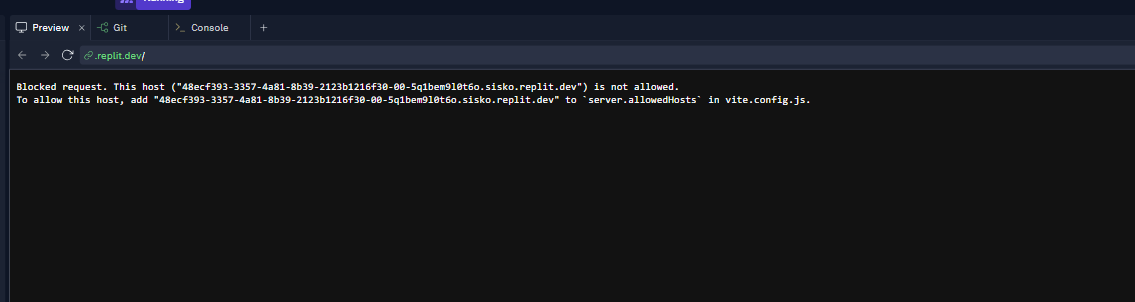 Running
Preview
Git
Console
.replit.dev/
Blocked request. This host ("48ecf393-3357-4a81-8b39-2123b1216f30-00-5q1bem9l0t6o.sisko.replit.dev") is not allowed.
To allow this host, add "48ecf393-3357-4a81-8b39-2123b1216f30-00-5q1bem9l0t6o.sisko.replit.dev" to `server.allowedHosts` in vite.config.js.